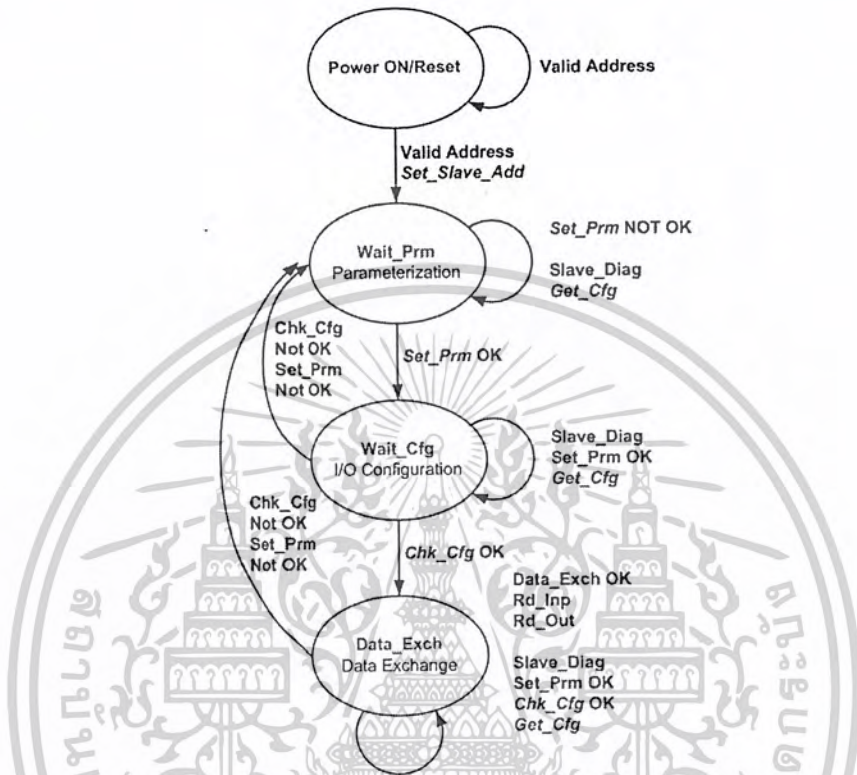 Power ON/Reset
Valid Address
Valid Address
Set_Slave_Add
Wait_Prm
Parameterization
Set_Prm NOT OK
Slave_Diag
Get_Cfg
Chk_Cfg
Not OK
Set_Prm
Not OK
Set_Prm OK
Wait_Cfg
I/O Configuration
Slave_Diag
Set_Prm OK
Get_Cfg
Chk_Cfg
Not OK
Set_Prm
Not OK
Chk_Cfg OK
Data_Exch OK
Rd_Inp
Rd_Out
Data_Exch
Data Exchange
Slave_Diag
Set_Prm OK
Chk_Cfg OK
Get_Cfg